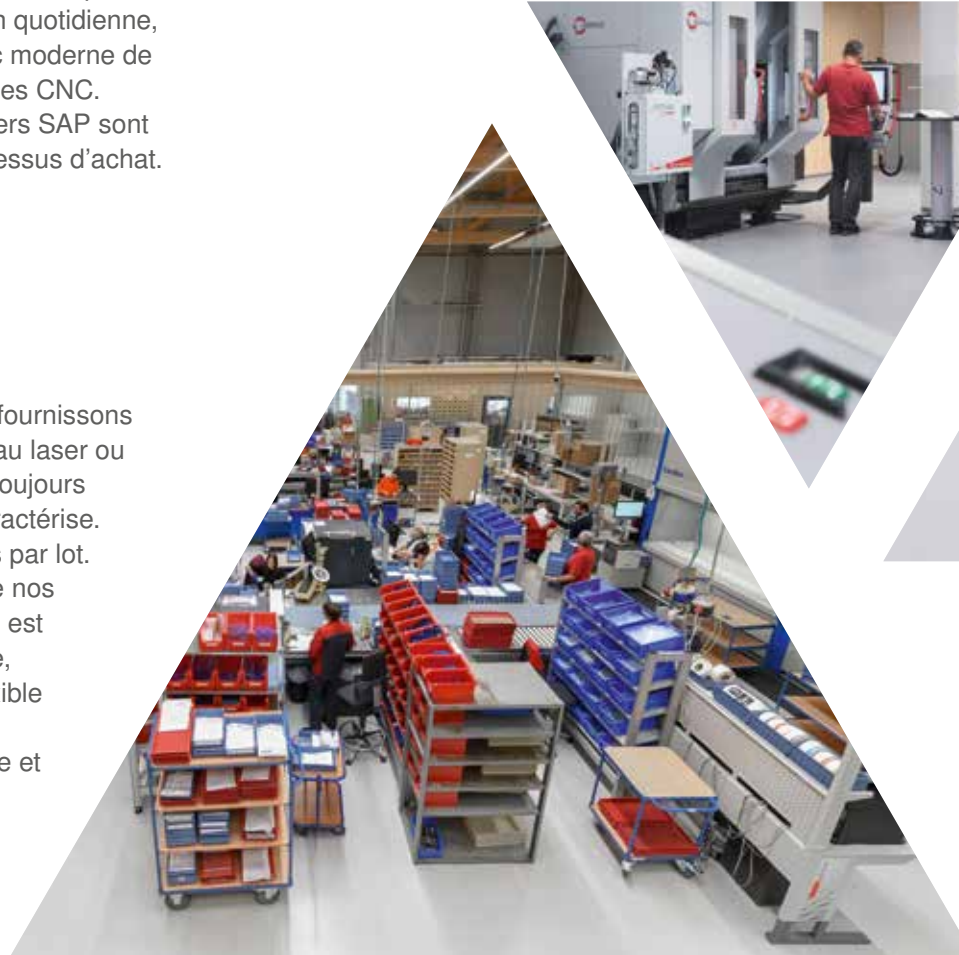 quotidienne,
moderne de
es CNC.
ers SAP sont
essus d'achat.
fournissons
au laser ou
oujours
ractérise.
s par lot.
e nos
est
e,
ible
e et